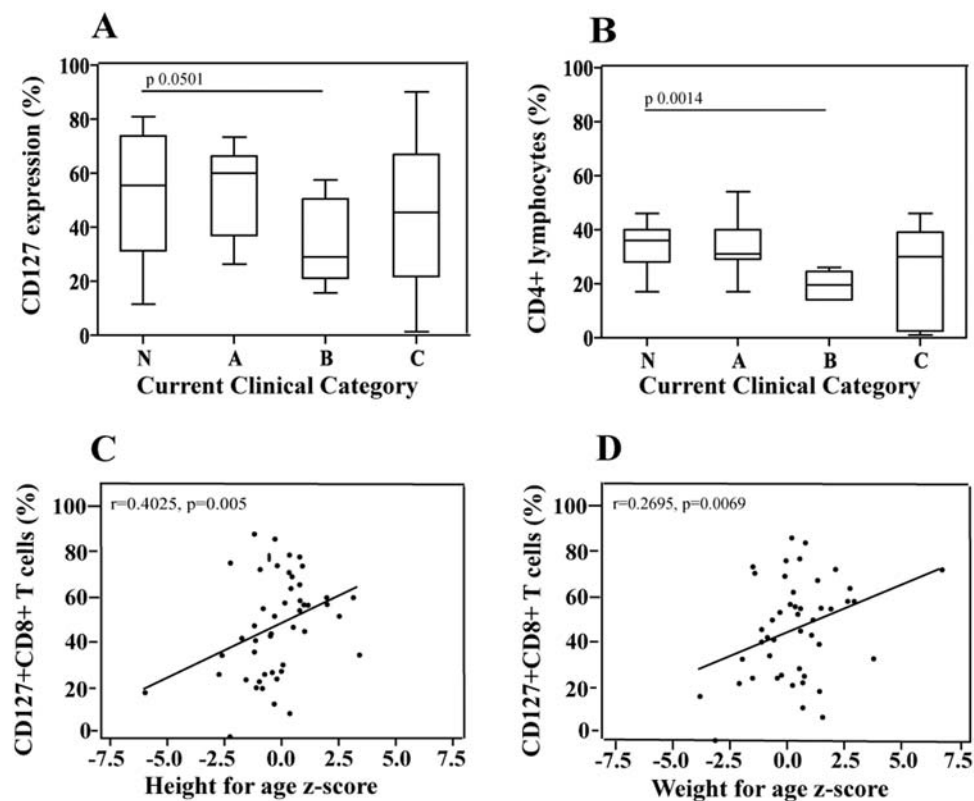 A
CD127 expression (%)
100
80
60
40
20
0
p 0.0501
N A B C
Current Clinical Category
B
CD4+ lymphocytes (%)
100
80
60
40
20
0
p 0.0014
N A B C
Current Clinical Category
C
CD127+CD8+ T cells (%)
100
80
60
40
20
0
r=0.4025, p=0.005
-7.5 -5.0 -2.5 0.0 2.5 5.0 7.5
Height for age z-score
D
CD127+CD8+ T cells (%)
100
80
60
40
20
0
r=0.2695, p=0.0069
-7.5 -5.0 -2.5 0.0 2.5 5.0 7.5
Weight for age z-score